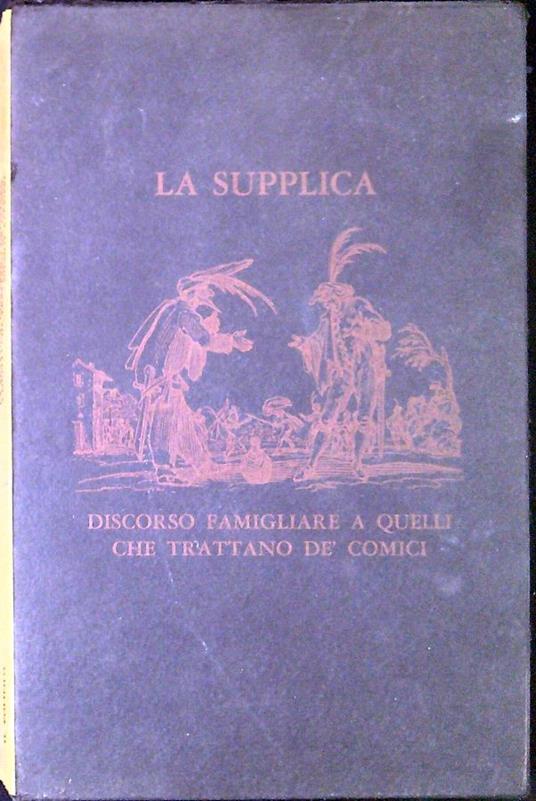 LA SUPPLICA
DISCORSO FAMIGLIARE A QUELLI
CHE TRATTANO DE' COMICI